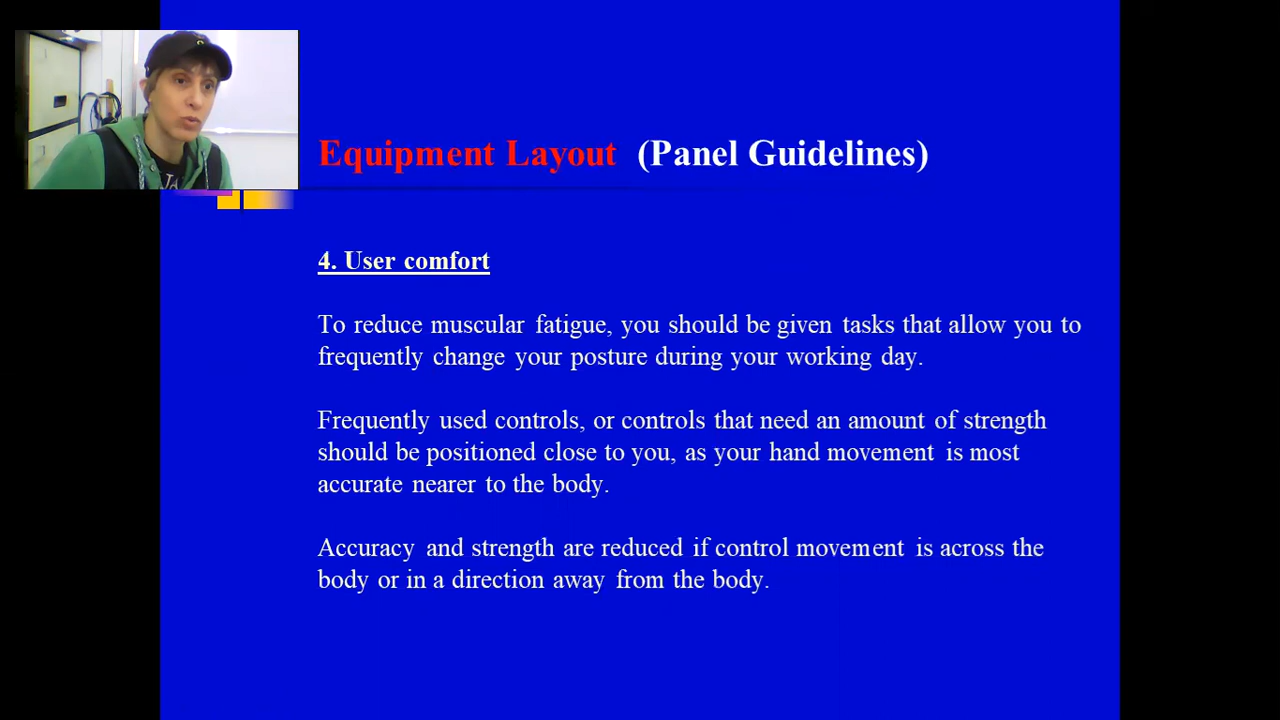 Equipment Layout (Panel Guidelines)
4. User comfort
To reduce muscular fatigue, you should be given tasks that allow you to
frequently change your posture during your working day.
Frequently used controls, or controls that need an amount of strength
should be positioned close to you, as your hand movement is most
accurate nearer to the body.
Accuracy and strength are reduced if control movement is across the
body or in a direction away from the body.